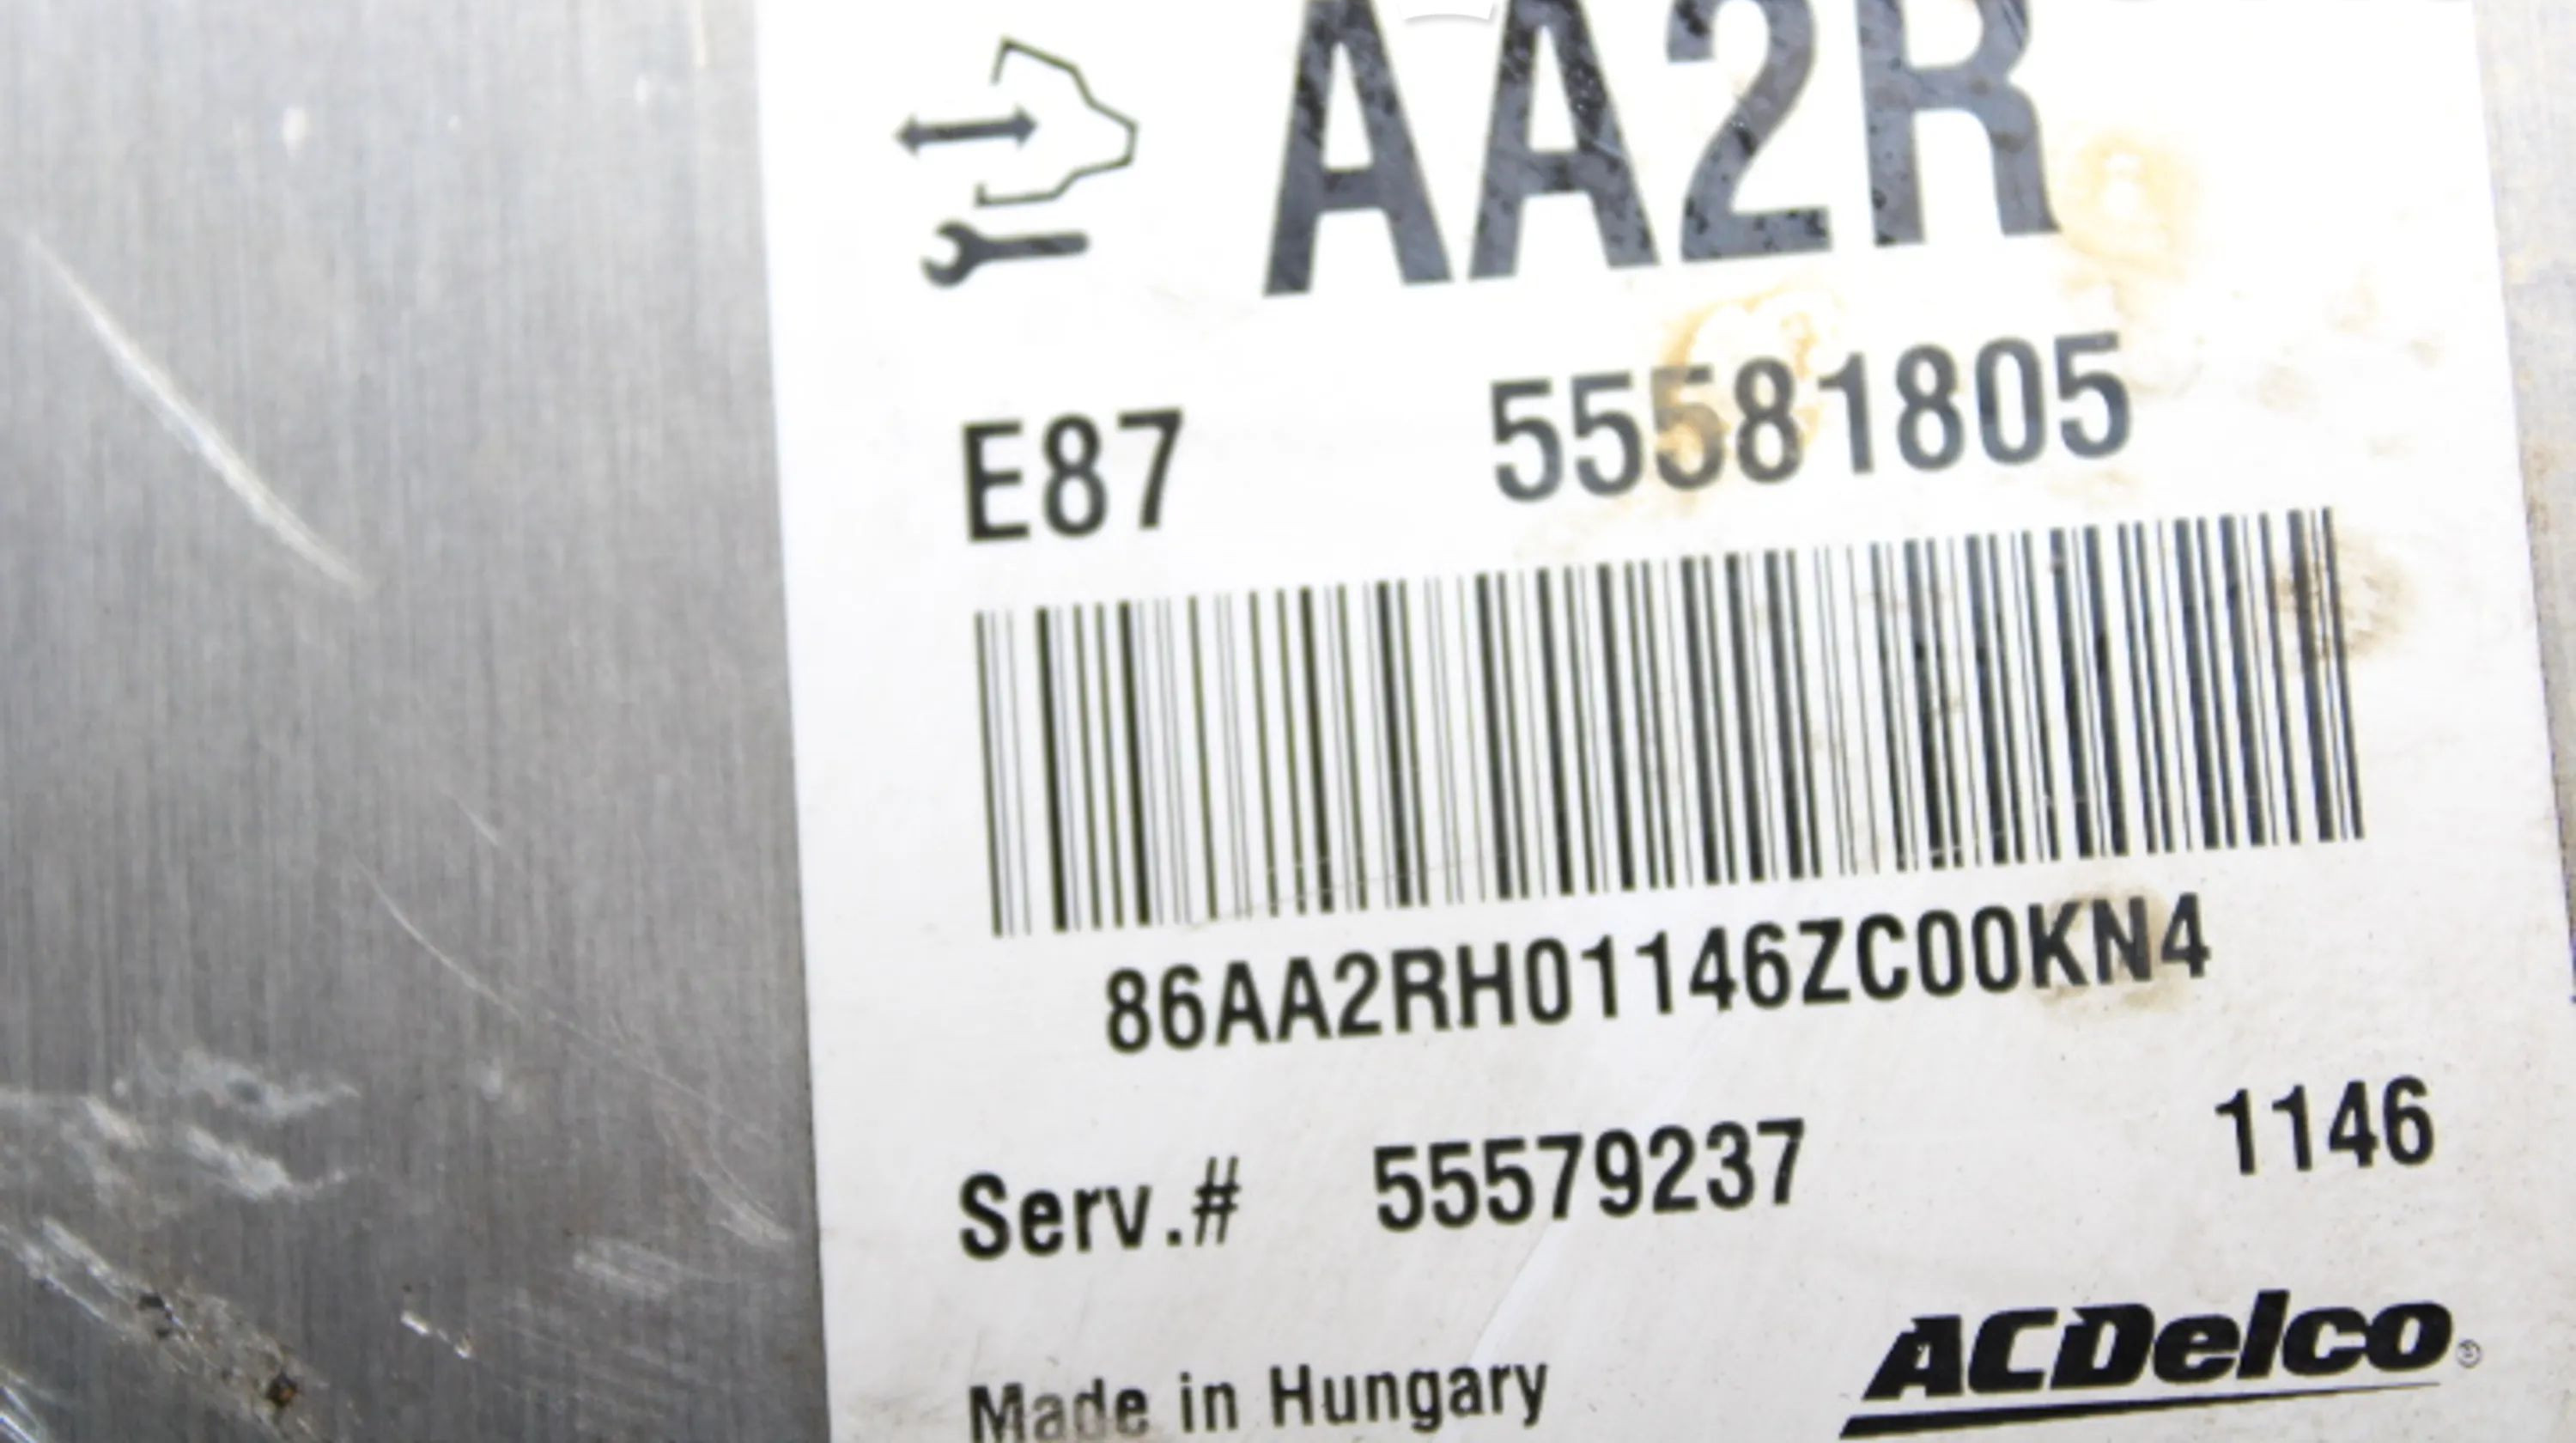 AA2R
E87 55581805
86AA2RH01146ZC00KN4
Serv.# 55579237 1146
Made in Hungary ACDelco®